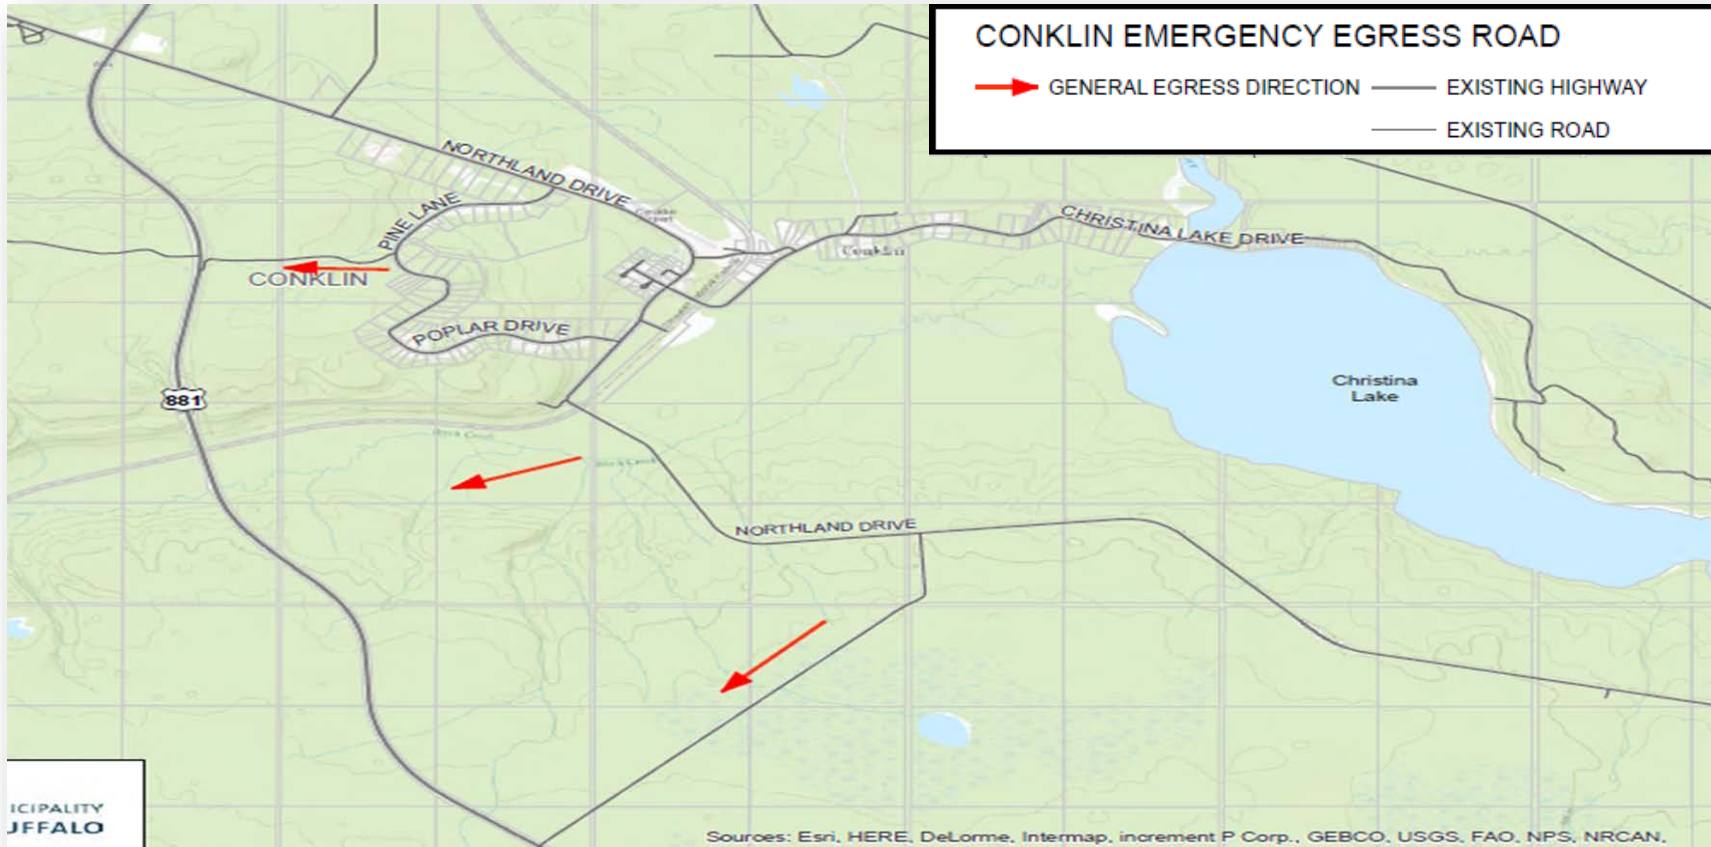 CONKLIN EMERGENCY EGRESS ROAD
GENERAL EGRESS DIRECTION
EXISTING HIGHWAY
EXISTING ROAD
NORTHLAND DRIVE
PINE LANE
CHRISTINA LAKE DRIVE
Conklin
CONKLIN
POPLAR DRIVE
Christina
Lake
881
NORTHLAND DRIVE
ICIPALITY
UFFALO
Sources: Esri, HERE, DeLorme, Intermap, increment P Corp., GEBCO, USGS, FAO, NPS, NRCAN,